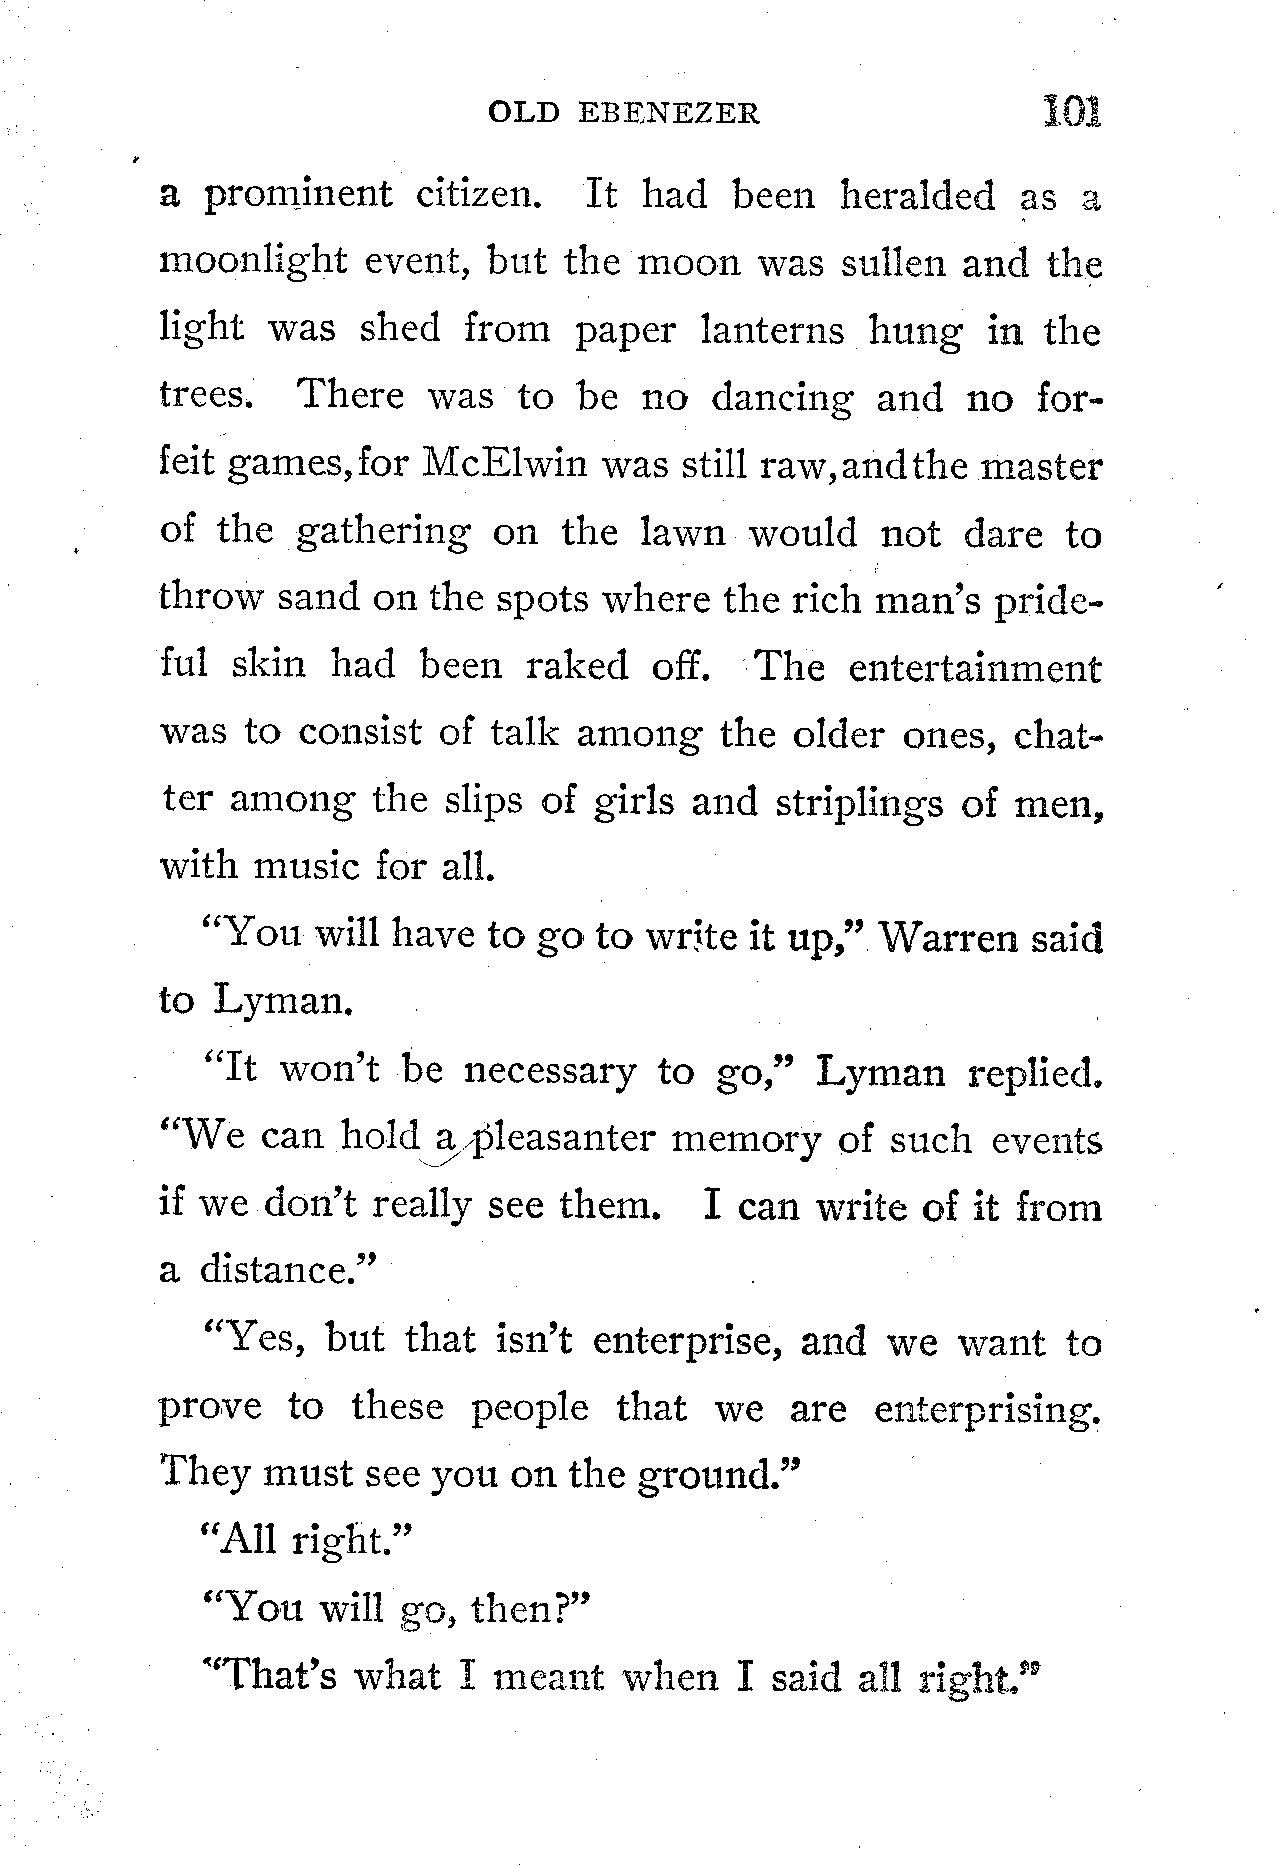 OLD EBENEZER 101
a prominent citizen. It had been heralded as a
moonlight event, but the moon was sullen and the
light was shed from paper lanterns hung in the
trees. There was to be no dancing and no for-
feit games, for McElwin was still raw, andthe master
of the gathering on the lawn would not dare to
throw sand on the spots where the rich man's pride-
ful skin had been raked off. The entertainment
was to consist of talk among the older ones, chat-
ter among the slips of girls and striplings of men,
with music for all.
“You will have to go to write it up,” Warren said
to Lyman.
“It won't be necessary to go,” Lyman replied.
“We can hold a pleasanter memory of such events
if we don't really see them. I can write of it from
a distance.”
“Yes, but that isn't enterprise, and we want to
prove to these people that we are enterprising.
They must see you on the ground.”
“All right.”
“You will go, then?”
“That's what I meant when I said all right.”